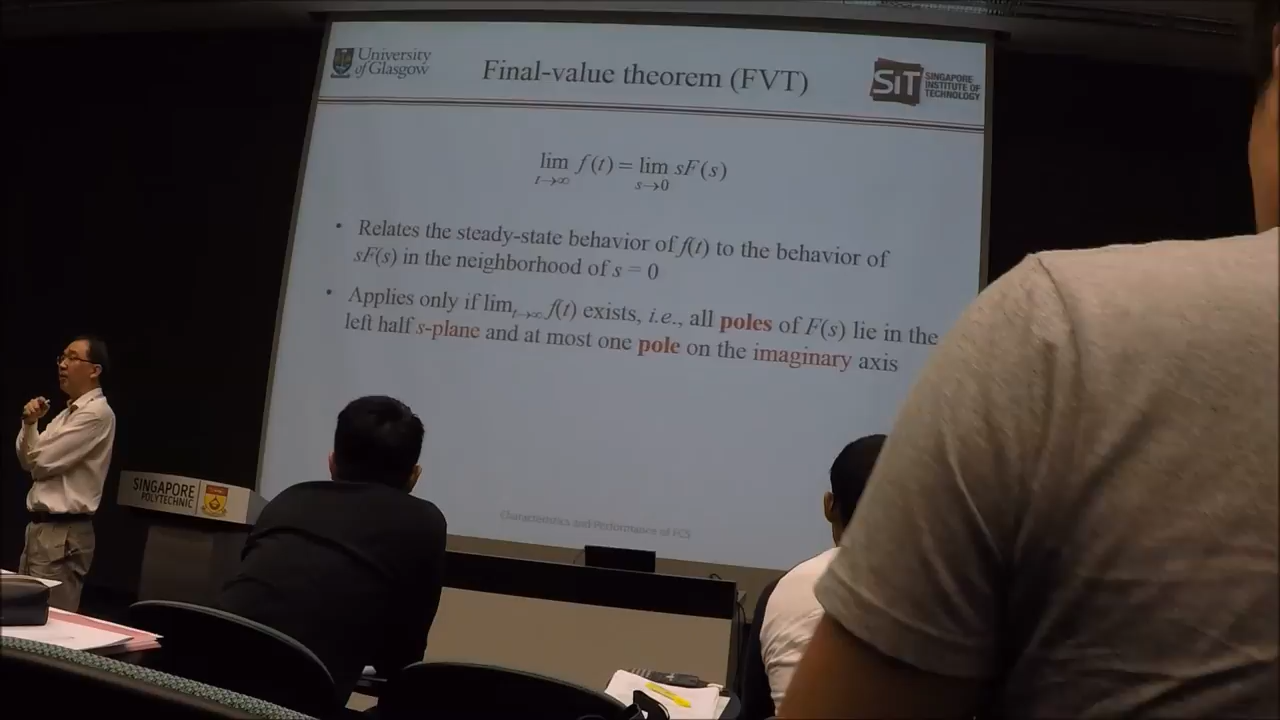 University
of Glasgow
Final-value theorem (FVT)
SiT SINGAPORE
INSTITUTE OF
TECHNOLOGY
lim f(t) = lim sF(s)
t→∞ s→0
• Relates the steady-state behavior of f(t) to the behavior of
sF(s) in the neighborhood of s = 0
• Applies only if lim t→∞ f(t) exists, i.e., all poles of F(s) lie in the
left half s-plane and at most one pole on the imaginary axis
Characteristics and Performance of FCS
SINGAPORE
POLYTECHNIC